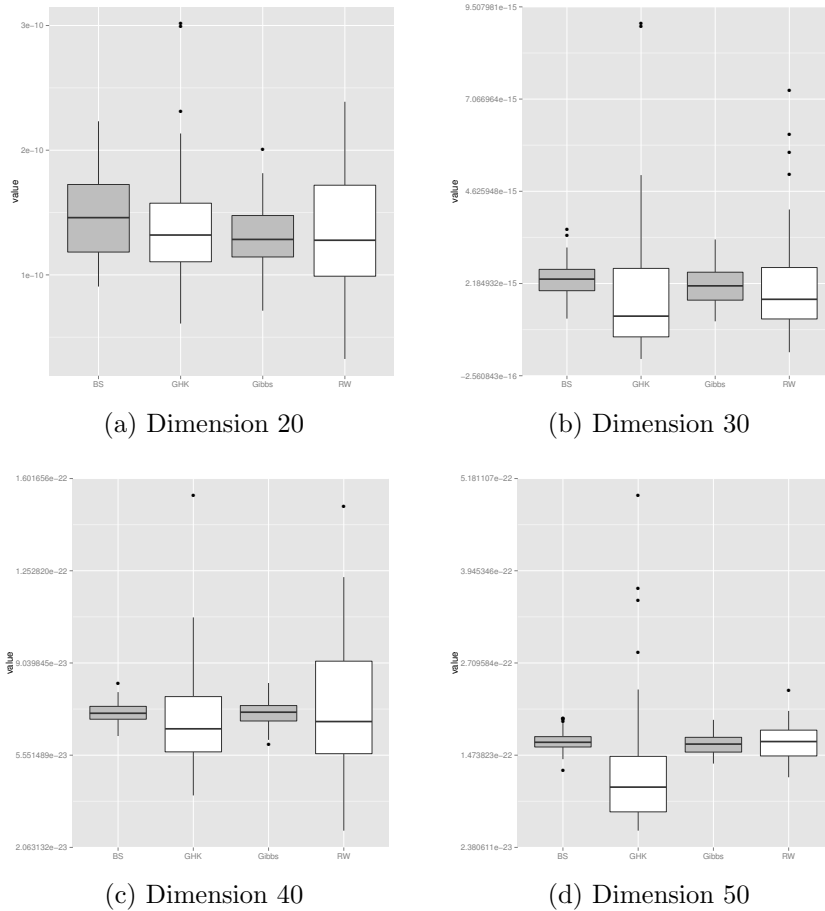 3e−10
2e−10
1e−10
value
BS
GHK
Gibbs
RW
(a) Dimension 20
9.507981e−15
7.066964e−15
4.625948e−15
2.184932e−15
−2.560843e−16
value
BS
GHK
Gibbs
RW
(b) Dimension 30
1.601656e−22
1.252820e−22
9.039845e−23
5.551489e−23
2.063132e−23
value
BS
GHK
Gibbs
RW
(c) Dimension 40
5.181107e−22
3.945346e−22
2.709584e−22
1.473823e−22
2.380611e−23
value
BS
GHK
Gibbs
RW
(d) Dimension 50